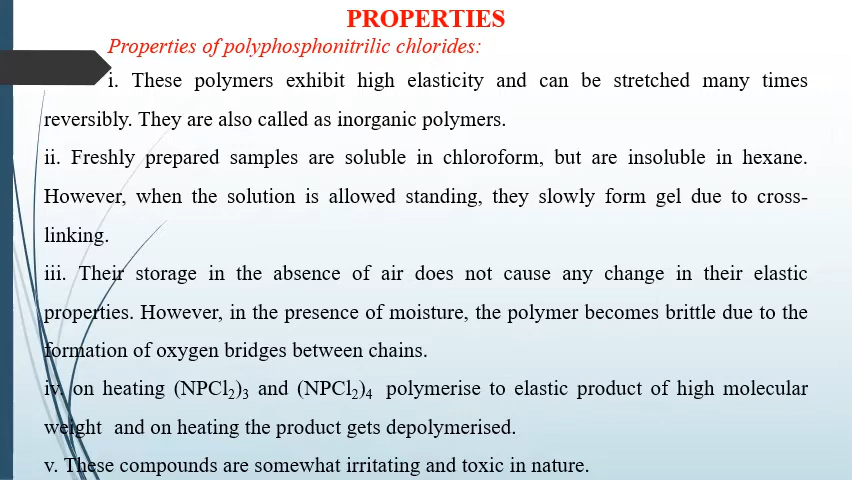 PROPERTIES
Properties of polyphosphonitrilic chlorides:
i. These polymers exhibit high elasticity and can be stretched many times
reversibly. They are also called as inorganic polymers.
ii. Freshly prepared samples are soluble in chloroform, but are insoluble in hexane.
However, when the solution is allowed standing, they slowly form gel due to cross-
linking.
iii. Their storage in the absence of air does not cause any change in their elastic
properties. However, in the presence of moisture, the polymer becomes brittle due to the
formation of oxygen bridges between chains.
iv. on heating (NPCl₂)₃ and (NPCl₂)₄ polymerise to elastic product of high molecular
weight and on heating the product gets depolymerised.
v. These compounds are somewhat irritating and toxic in nature.